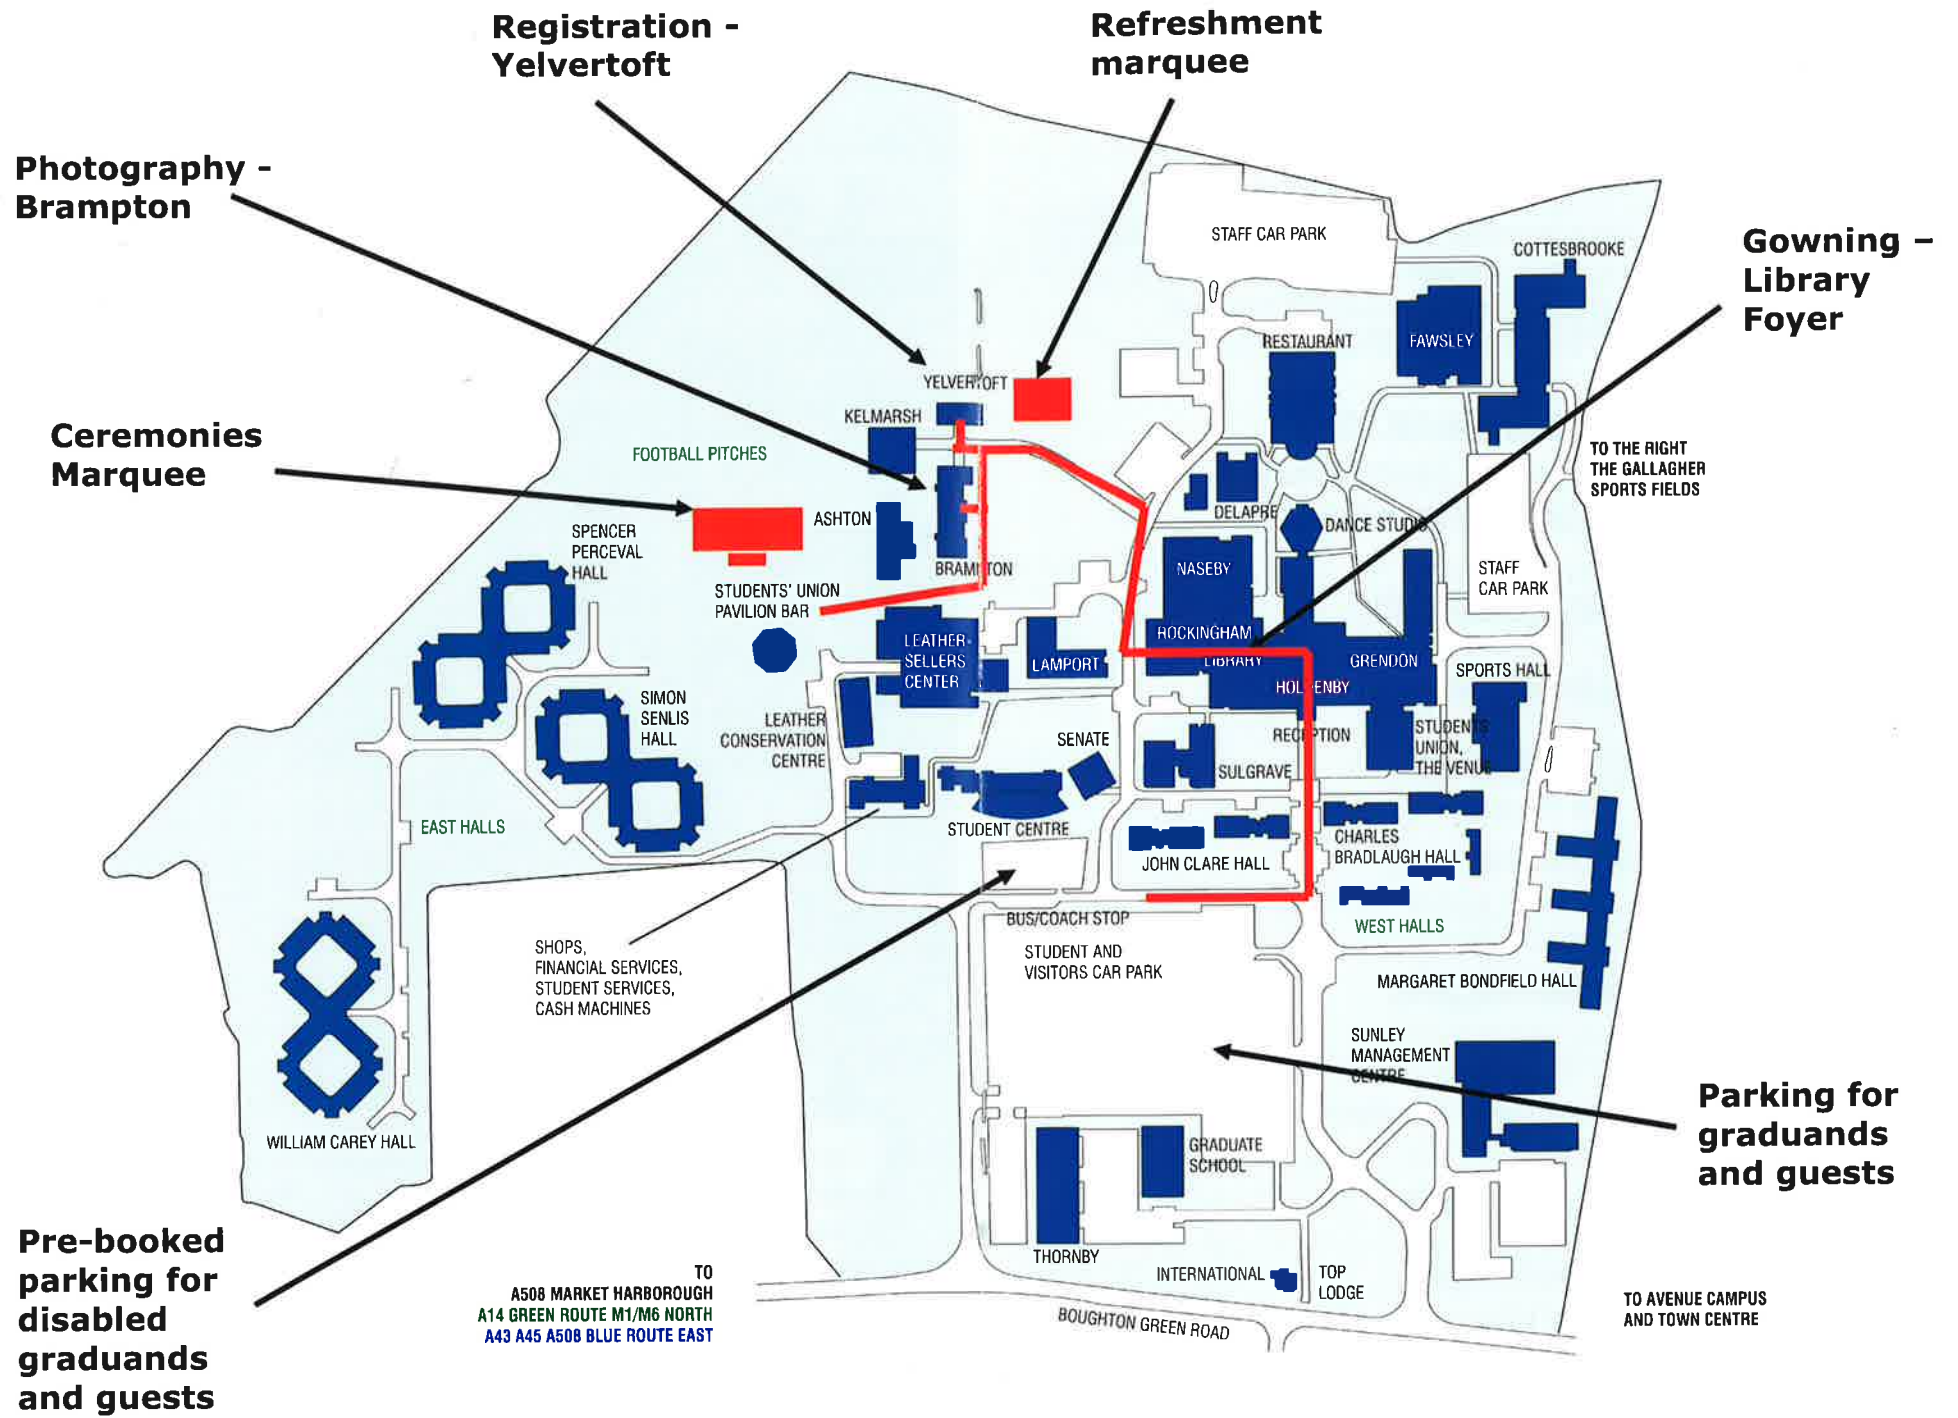 Registration -
Yelvertoft
Refreshment
marquee
Photography -
Brampton
Gowning –
Library
Foyer
Ceremonies
Marquee
STAFF CAR PARK
COTTESBROOKE
RESTAURANT
FAWSLEY
YELVERTOFT
KELMARSH
FOOTBALL PITCHES
TO THE RIGHT
THE GALLAGHER
SPORTS FIELDS
ASHTON
DELAPRE
DANCE STUDIO
SPENCER
PERCEVAL
HALL
BRAMPTON
NASEBY
STAFF
CAR PARK
STUDENTS' UNION
PAVILION BAR
LEATHER-
SELLERS
CENTER
LAMPORT
ROCKINGHAM
LIBRARY
GRENDON
HOLDENBY
SPORTS HALL
SIMON
SENLIS
HALL
LEATHER
CONSERVATION
CENTRE
SENATE
RECEPTION
STUDENTS
UNION,
THE VENUE
SULGRAVE
EAST HALLS
STUDENT CENTRE
JOHN CLARE HALL
CHARLES
BRADLAUGH HALL
BUS/COACH STOP
WEST HALLS
SHOPS,
FINANCIAL SERVICES,
STUDENT SERVICES,
CASH MACHINES
STUDENT AND
VISITORS CAR PARK
MARGARET BONDFIELD HALL
SUNLEY
MANAGEMENT
CENTRE
Parking for
graduands
and guests
WILLIAM CAREY HALL
GRADUATE
SCHOOL
THORNBY
INTERNATIONAL
TOP
LODGE
Pre-booked
parking for
disabled
graduands
and guests
TO
A508 MARKET HARBOROUGH
A14 GREEN ROUTE M1/M6 NORTH
A43 A45 A508 BLUE ROUTE EAST
BOUGHTON GREEN ROAD
TO AVENUE CAMPUS
AND TOWN CENTRE